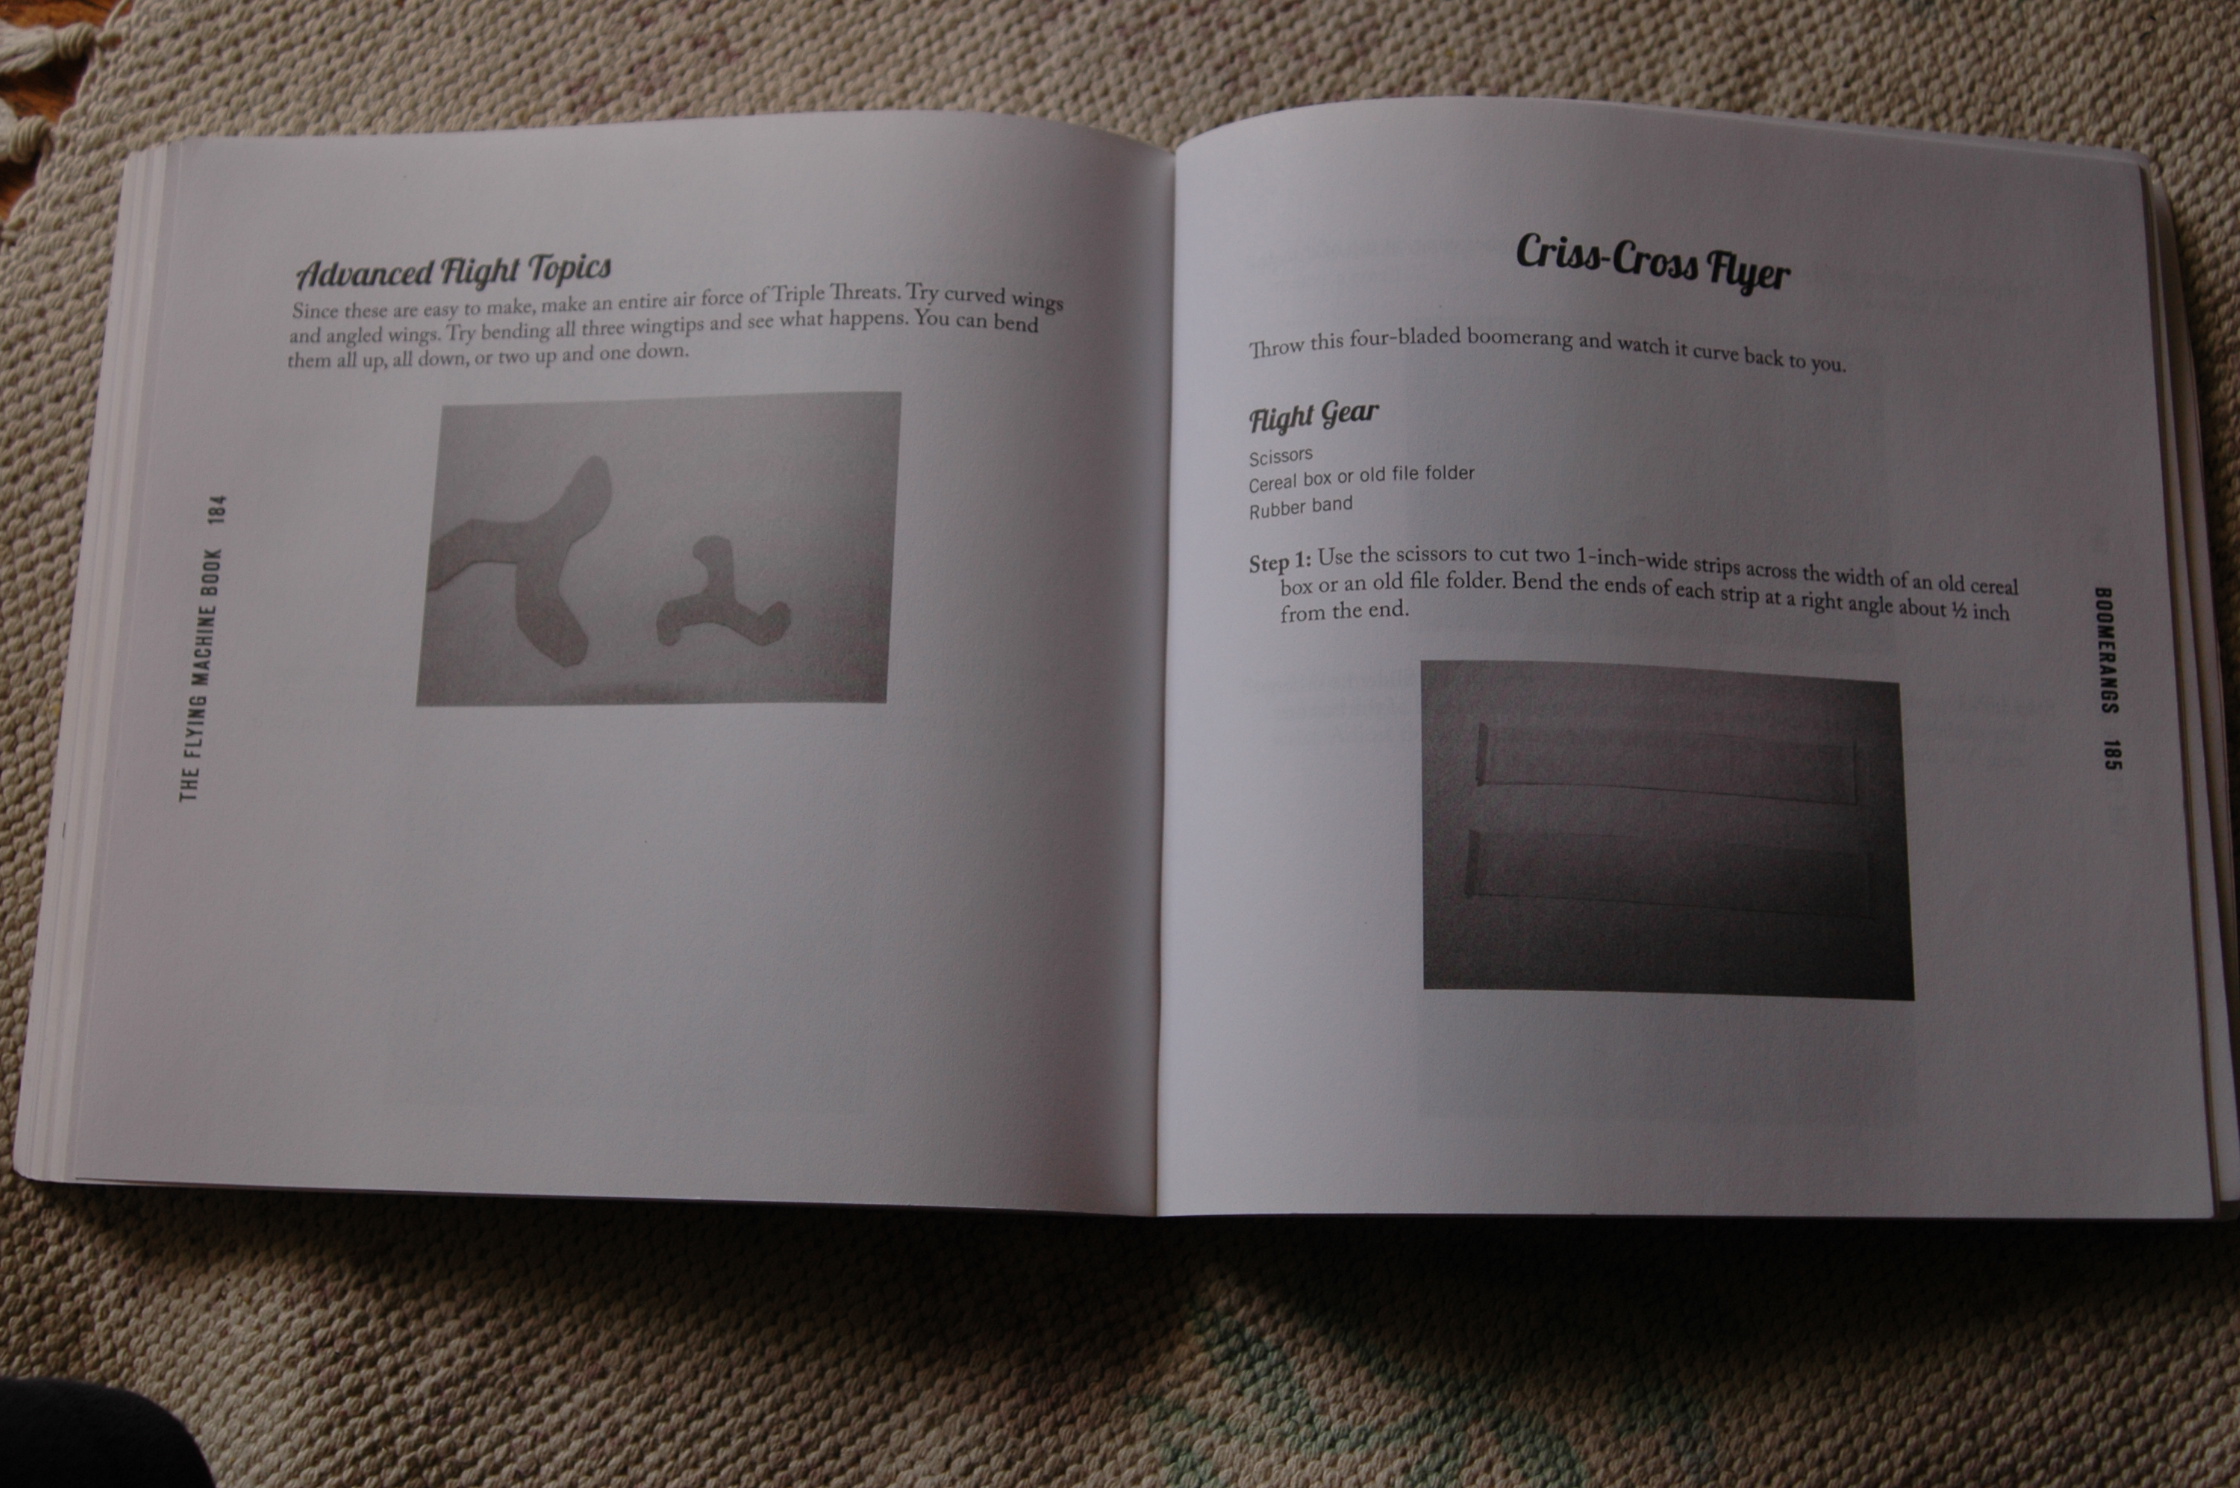 Advanced Flight Topics
Since these are easy to make, make an entire air force of Triple Threats. Try curved wings
and angled wings. Try bending all three wingtips and see what happens. You can bend
them all up, all down, or two up and one down.
THE FLYING MACHINE BOOK 184
Criss-Cross Flyer
Throw this four-bladed boomerang and watch it curve back to you.
Flight Gear
Scissors
Cereal box or old file folder
Rubber band
Step 1: Use the scissors to cut two 1-inch-wide strips across the width of an old cereal
box or an old file folder. Bend the ends of each strip at a right angle about ½ inch
from the end.
BOOMERANGS 185